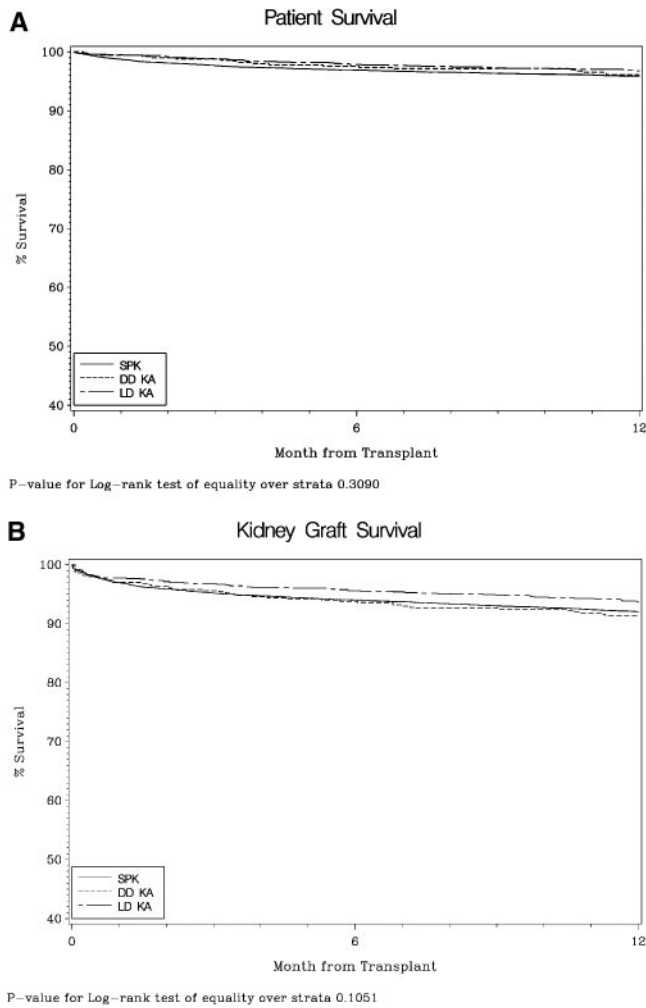 A
Patient Survival
100
90
80
70
60
50
40
% Survival
SPK
DD KA
LD KA
0
6
12
Month from Transplant
P-value for Log-rank test of equality over strata 0.3090
B
Kidney Graft Survival
100
90
80
70
60
50
40
% Survival
SPK
DD KA
LD KA
0
6
12
Month from Transplant
P-value for Log-rank test of equality over strata 0.1051